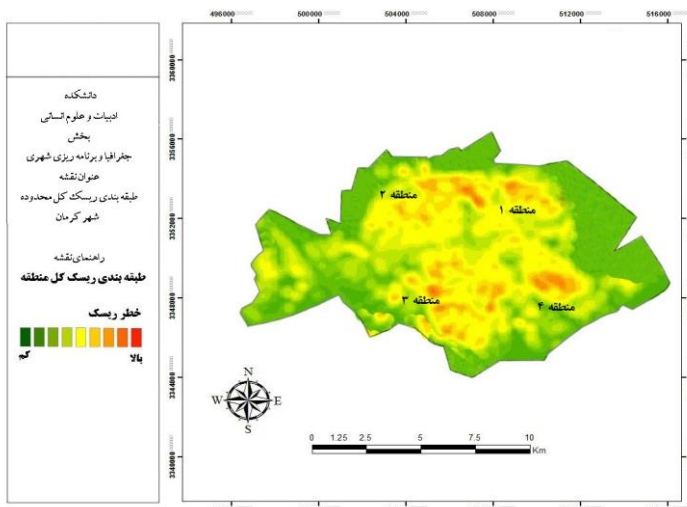 دانشکده
ادبیات و علوم انسانی
بخش
جغرافیا و برنامه ریزی شهری
عنوان نقشه
طبقه بندی ریسک کل محدوده
شهر کرمان
راهنمای نقشه
طبقه بندی ریسک کل منطقه
خطر ریسک
کم بالا
496000 500000 504000 508000 512000 516000
3360000
3356000
3352000
3348000
3344000
3340000
منطقه ۲
منطقه ۱
منطقه ۳
منطقه ۴
N
W E
S
0 1.25 2.5 5 7.5 10
Km